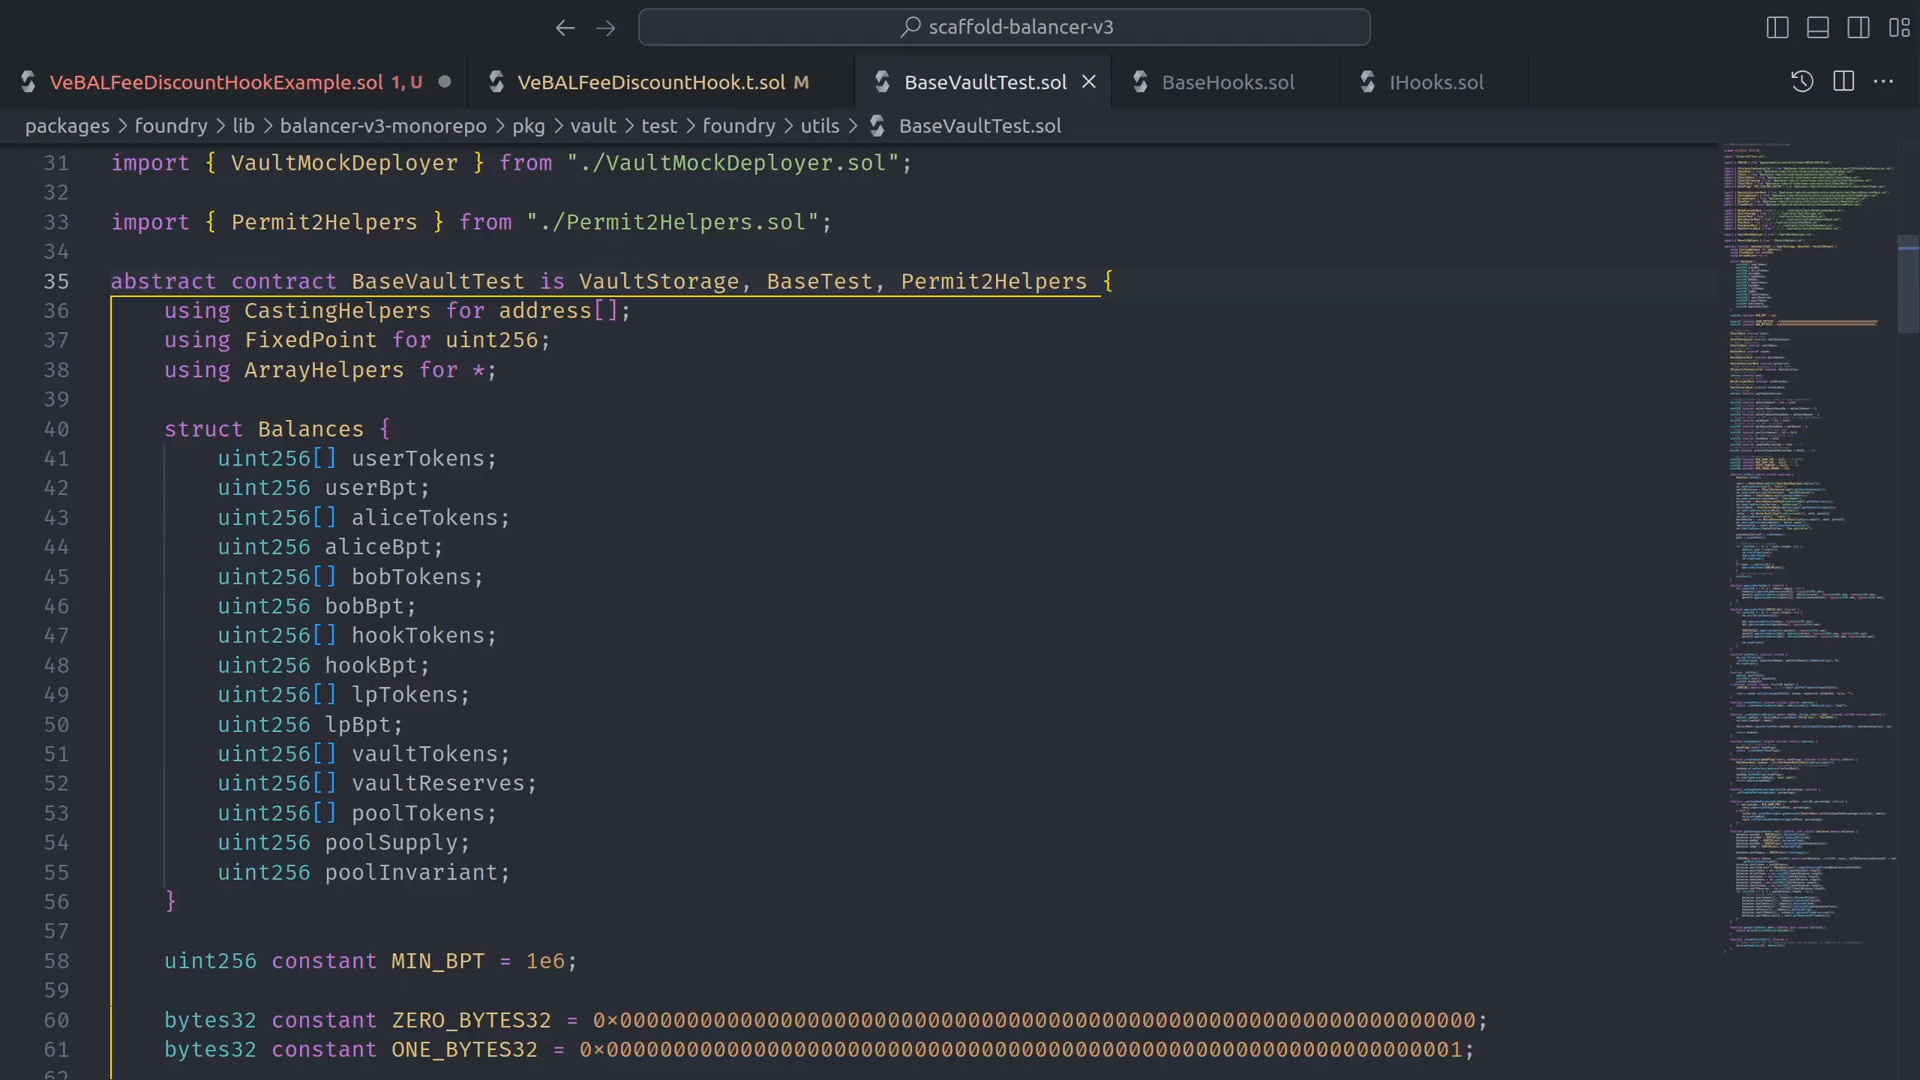 scaffold-balancer-v3
VeBALFeeDiscountHookExample.sol 1, U
VeBALFeeDiscountHook.t.sol M
BaseVaultTest.sol
BaseHooks.sol
IHooks.sol
packages > foundry > lib > balancer-v3-monorepo > pkg > vault > test > foundry > utils > BaseVaultTest.sol
31 import { VaultMockDeployer } from "./VaultMockDeployer.sol";
32
33 import { Permit2Helpers } from "./Permit2Helpers.sol";
34
35 abstract contract BaseVaultTest is VaultStorage, BaseTest, Permit2Helpers {
36 using CastingHelpers for address[];
37 using FixedPoint for uint256;
38 using ArrayHelpers for *;
39
40 struct Balances {
41 uint256[] userTokens;
42 uint256 userBpt;
43 uint256[] aliceTokens;
44 uint256 aliceBpt;
45 uint256[] bobTokens;
46 uint256 bobBpt;
47 uint256[] hookTokens;
48 uint256 hookBpt;
49 uint256[] lpTokens;
50 uint256 lpBpt;
51 uint256[] vaultTokens;
52 uint256[] vaultReserves;
53 uint256[] poolTokens;
54 uint256 poolSupply;
55 uint256 poolInvariant;
56 }
57
58 uint256 constant MIN_BPT = 1e6;
59
60 bytes32 constant ZERO_BYTES32 = 0x0000000000000000000000000000000000000000000000000000000000000000;
61 bytes32 constant ONE_BYTES32 = 0x0000000000000000000000000000000000000000000000000000000000000001;
62